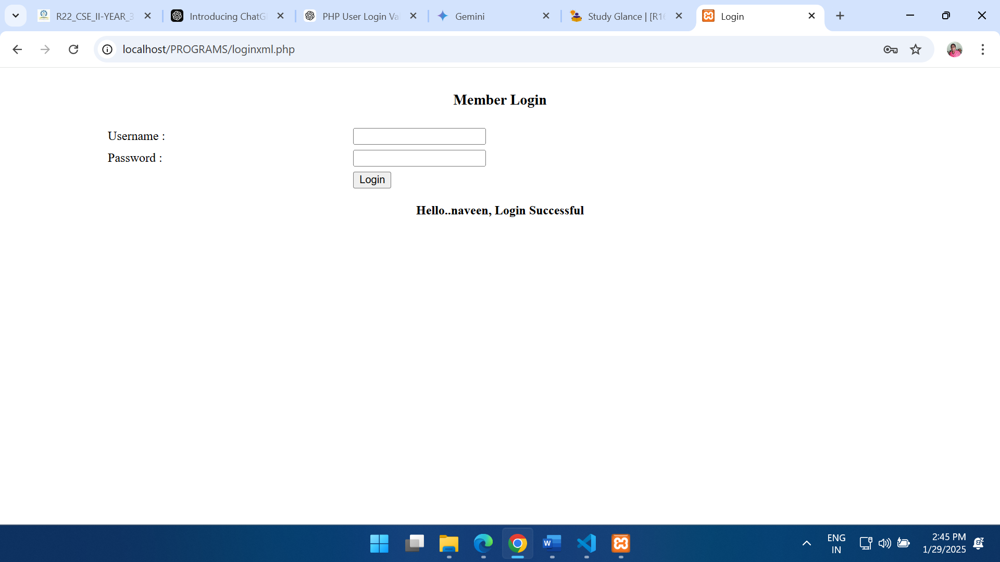 R22_CSE_II-YEAR_3
Introducing ChatG
PHP User Login Va
Gemini
Study Glance | [R16
Login
localhost/PROGRAMS/loginxml.php
Member Login
Username :
Password :
Login
Hello..naveen, Login Successful
ENG
IN
2:45 PM
1/29/2025